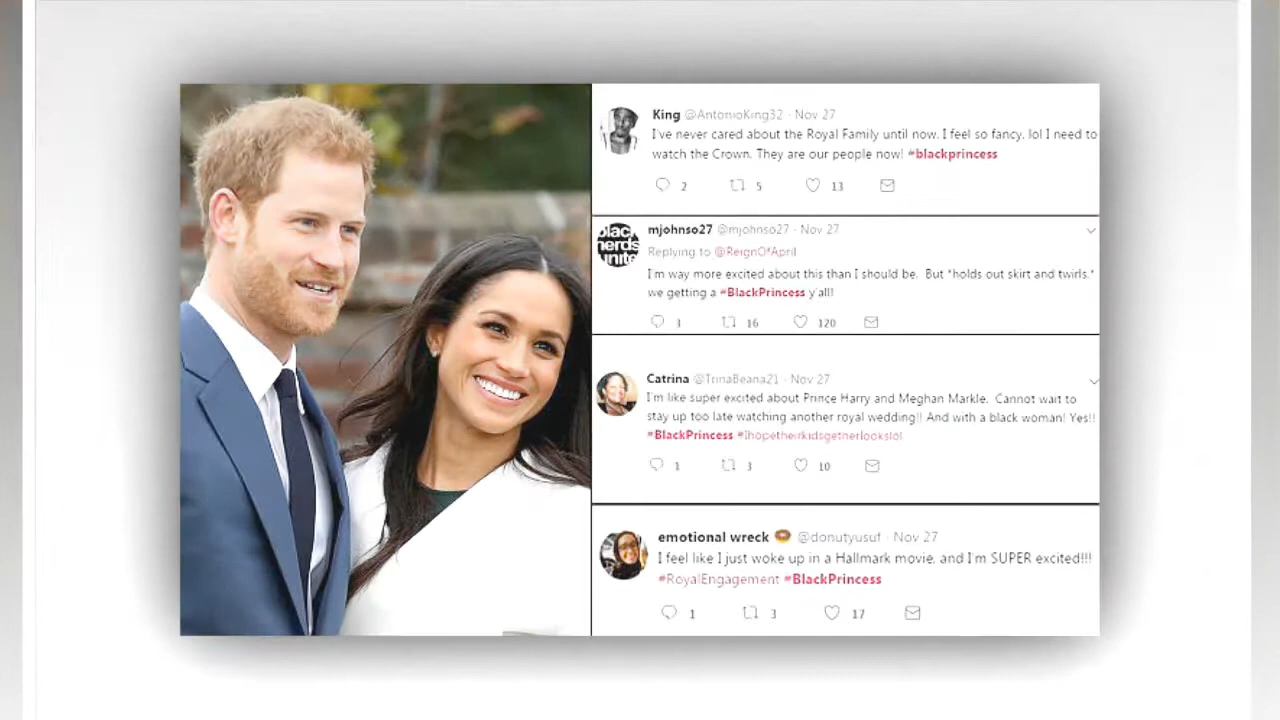 King @AntonioKing32 · Nov 27
I've never cared about the Royal Family until now. I feel so fancy. lol I need to
watch the Crown. They are our people now! #blackprincess
2 5 13
black
nerds
unite
mjohnso27 @mjohnso27 · Nov 27
Replying to @ReignOfApril
I'm way more excited about this than I should be. But *holds out skirt and twirls.*
we getting a #BlackPrincess y'all!
3 16 120
Catrina @TrinaBeana21 · Nov 27
I'm like super excited about Prince Harry and Meghan Markle. Cannot wait to
stay up too late watching another royal wedding!! And with a black woman! Yes!!
#BlackPrincess #Ihopetheirkidsgetherlookslol
1 3 10
emotional wreck @donutyusuf · Nov 27
I feel like I just woke up in a Hallmark movie, and I'm SUPER excited!!!
#RoyalEngagement #BlackPrincess
1 3 17